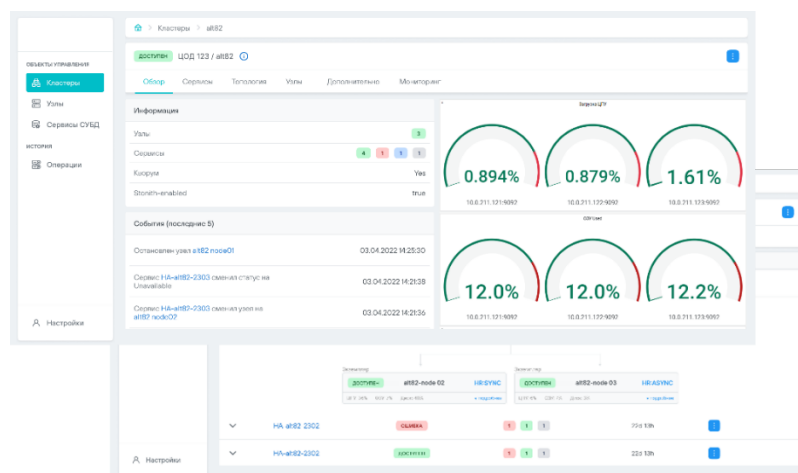 Кластеры > alt82
ДОСТУПЕН ЦОД 123 / alt82
ОБЪЕКТЫ УПРАВЛЕНИЯ
Кластеры
Узлы
Сервисы СУБД
ИСТОРИЯ
Операции
Настройки
Обзор Сервисы Топология Узлы Дополнительно Мониторинг
Информация
Узлы 3
Сервисы 4 1 1 1
Кворум Yes
Stonith-enabled true
События (последние 5)
Остановлен узел alt82 node01 03.04.2022 14:25:30
Сервис HA-alt82-2303 сменил статус на
Unavailable 03.04.2022 14:21:38
Сервис HA-alt82-2303 сменил узел на
alt82 node02 03.04.2022 14:21:36
Загрузка ЦПУ
0.894% 0.879% 1.61%
10.0.211.121:9092 10.0.211.122:9092 10.0.211.123:9092
12.0% 12.0% 12.2%
10.0.211.121:9092 10.0.211.122:9092 10.0.211.123:9092
ДОСТУПЕН alt82-node 02 HR:SYNC
ДОСТУПЕН alt82-node 03 HR:ASYNC
HA-alt82-2302 ОШИБКА 1 1 1 22d 13h
HA-alt82-2302 ДОСТУПЕН 1 1 1 22d 13h
Настройки